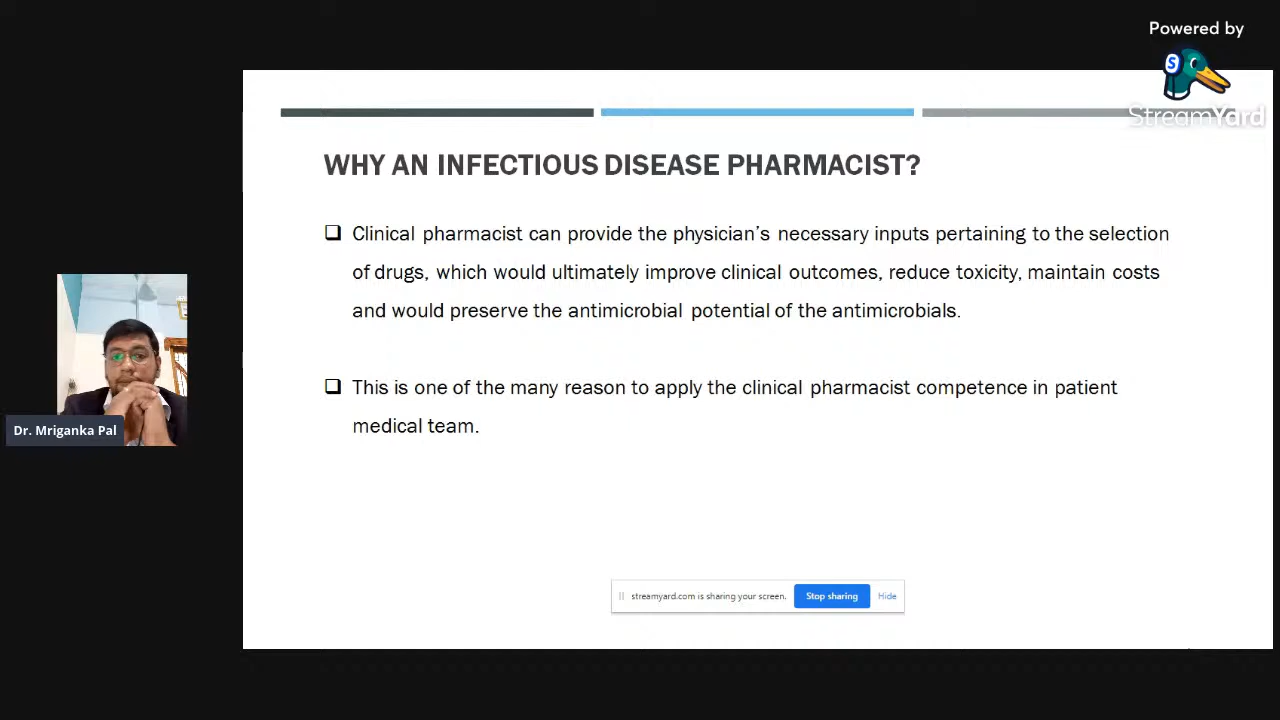 Powered by
S
StreamYard
WHY AN INFECTIOUS DISEASE PHARMACIST?
Clinical pharmacist can provide the physician's necessary inputs pertaining to the selection
of drugs, which would ultimately improve clinical outcomes, reduce toxicity, maintain costs
and would preserve the antimicrobial potential of the antimicrobials.
This is one of the many reason to apply the clinical pharmacist competence in patient
medical team.
Dr. Mriganka Pal
streamyard.com is sharing your screen. Stop sharing Hide